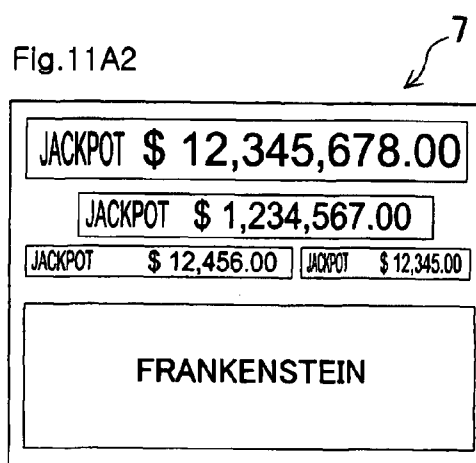 7
Fig.11A2
JACKPOT $ 12,345,678.00
JACKPOT $ 1,234,567.00
JACKPOT $ 12,456.00 JACKPOT $ 12,345.00
FRANKENSTEIN